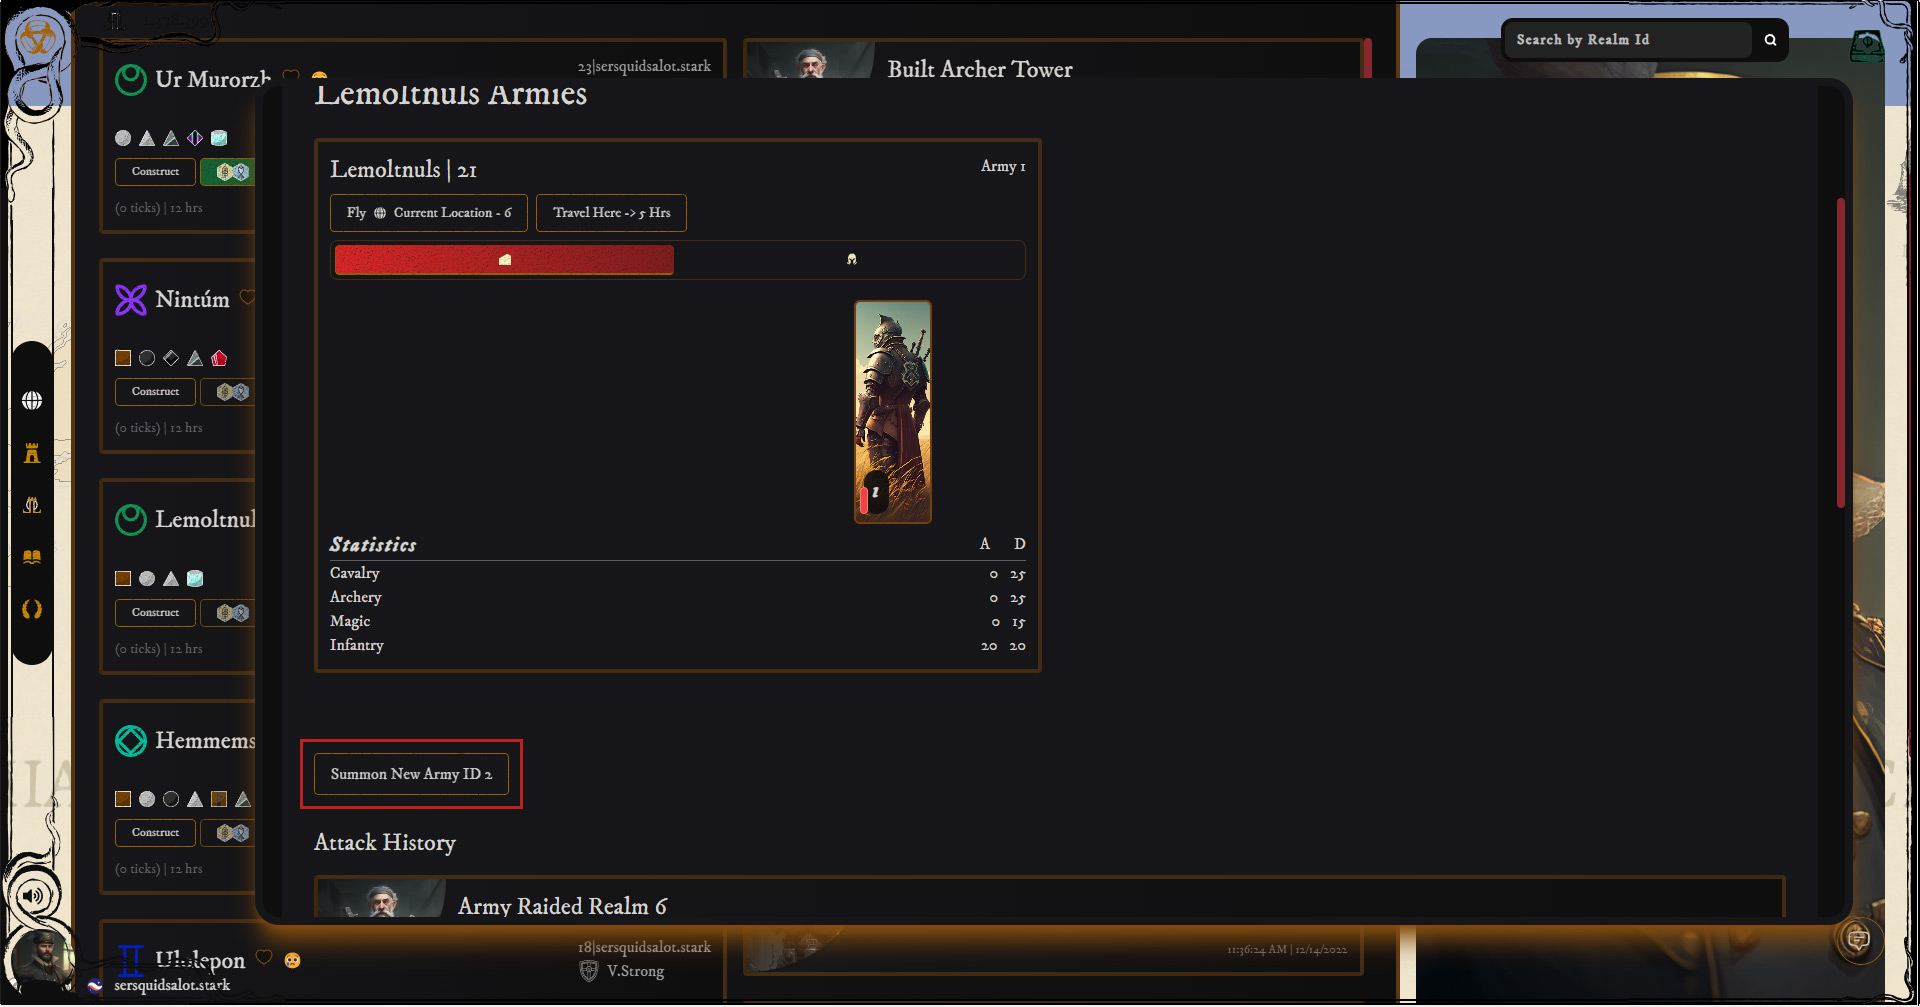 Search by Realm Id
Ur Murorzh
23|sersquidsalot.stark
Construct
(0 ticks) | 12 hrs
Nintúm
Construct
(0 ticks) | 12 hrs
Lemoltnul
Construct
(0 ticks) | 12 hrs
Hemmems
Construct
(0 ticks) | 12 hrs
18|sersquidsalot.stark
V.Strong
sersquidsalot.stark
Built Archer Tower
Lemoltnuls Armies
Lemoltnuls | 21
Army 1
Fly Current Location - 6
Travel Here -> 5 Hrs
1
Statistics A D
Cavalry 0 25
Archery 0 25
Magic 0 15
Infantry 20 20
Summon New Army ID 2
Attack History
Army Raided Realm 6
11:36:24 AM | 12/14/2022